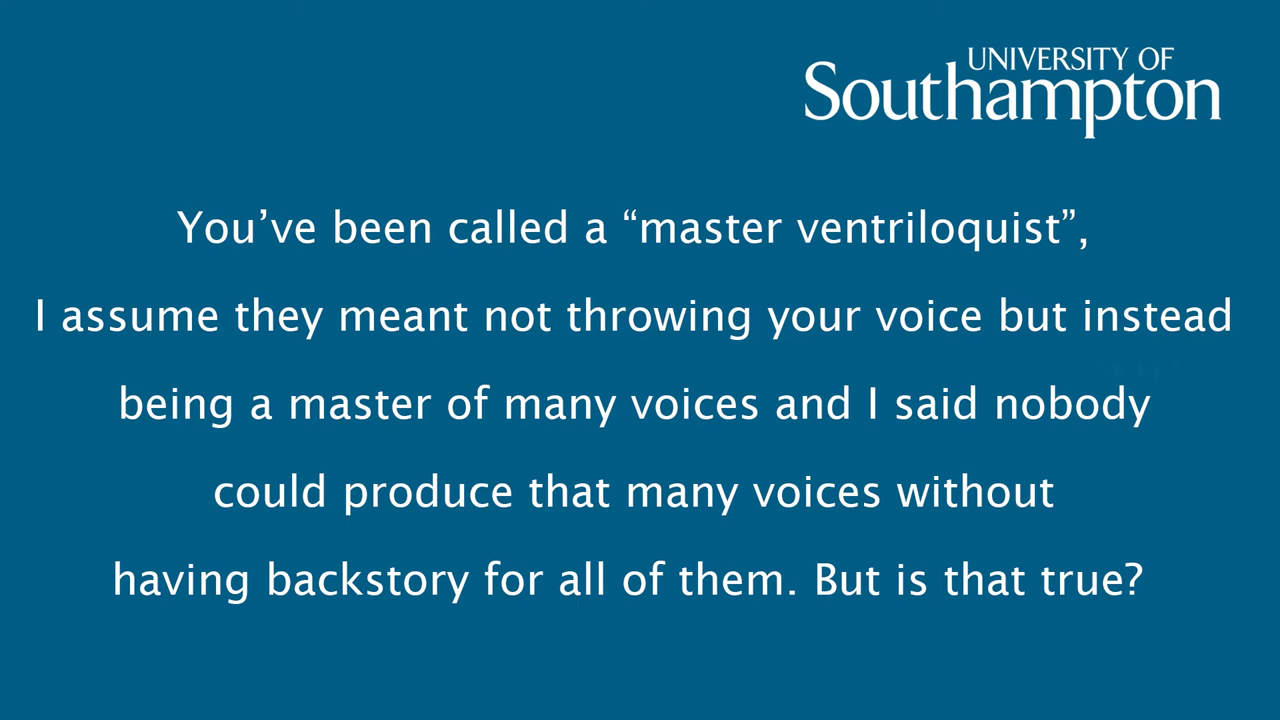 UNIVERSITY OF
Southampton
You’ve been called a “master ventriloquist”,
I assume they meant not throwing your voice but instead
being a master of many voices and I said nobody
could produce that many voices without
having backstory for all of them. But is that true?